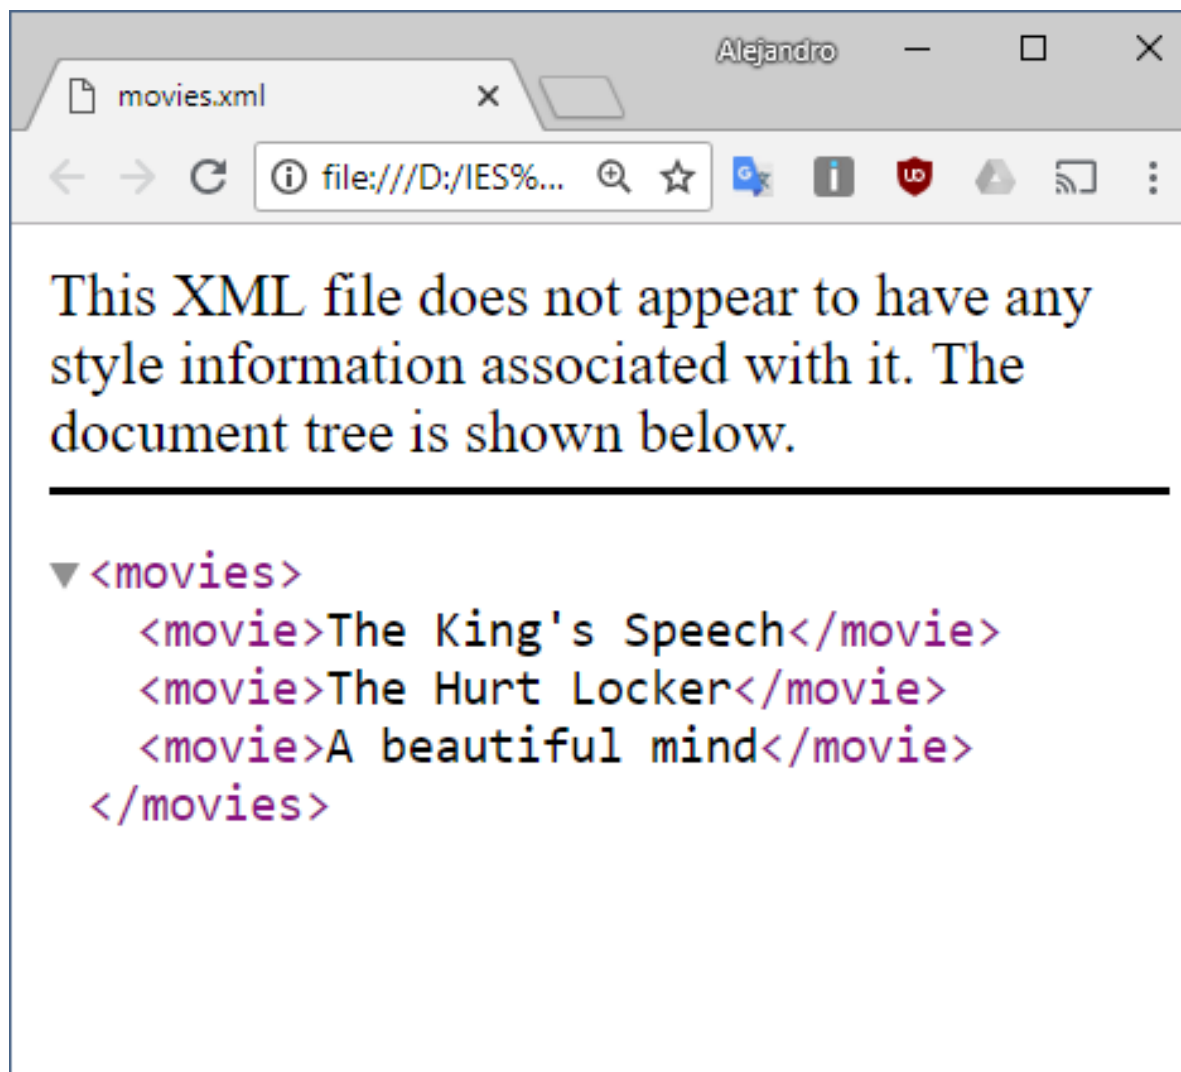 Alejandro
movies.xml
file:///D:/IES%...
This XML file does not appear to have any
style information associated with it. The
document tree is shown below.
<movies>
<movie>The King's Speech</movie>
<movie>The Hurt Locker</movie>
<movie>A beautiful mind</movie>
</movies>